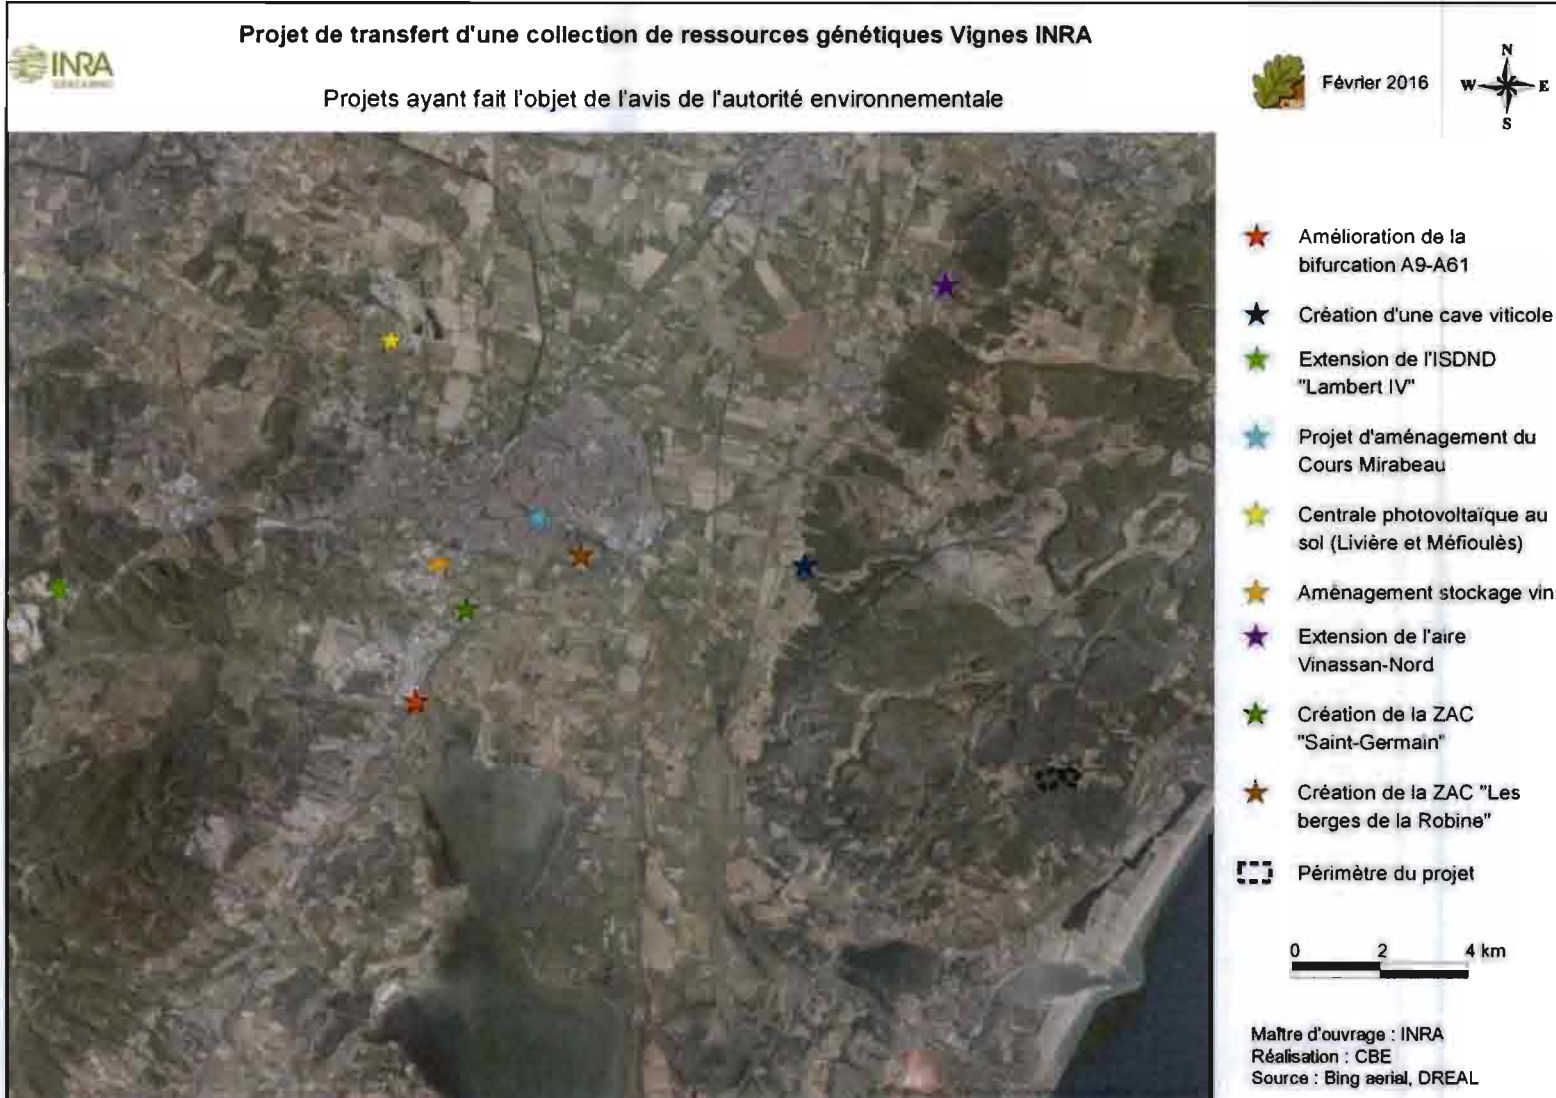 Projet de transfert d'une collection de ressources génétiques Vignes INRA
INRA
Projets ayant fait l'objet de l'avis de l'autorité environnementale
Février 2016
N
W
E
S
Amélioration de la
bifurcation A9-A61
Création d'une cave viticole
Extension de l'ISDND
"Lambert IV"
Projet d'aménagement du
Cours Mirabeau
Centrale photovoltaïque au
sol (Livière et Méfioulès)
Aménagement stockage vin
Extension de l'aire
Vinassan-Nord
Création de la ZAC
"Saint-Germain"
Création de la ZAC "Les
berges de la Robine"
Périmètre du projet
0 2 4 km
Maître d'ouvrage : INRA
Réalisation : CBE
Source : Bing aerial, DREAL